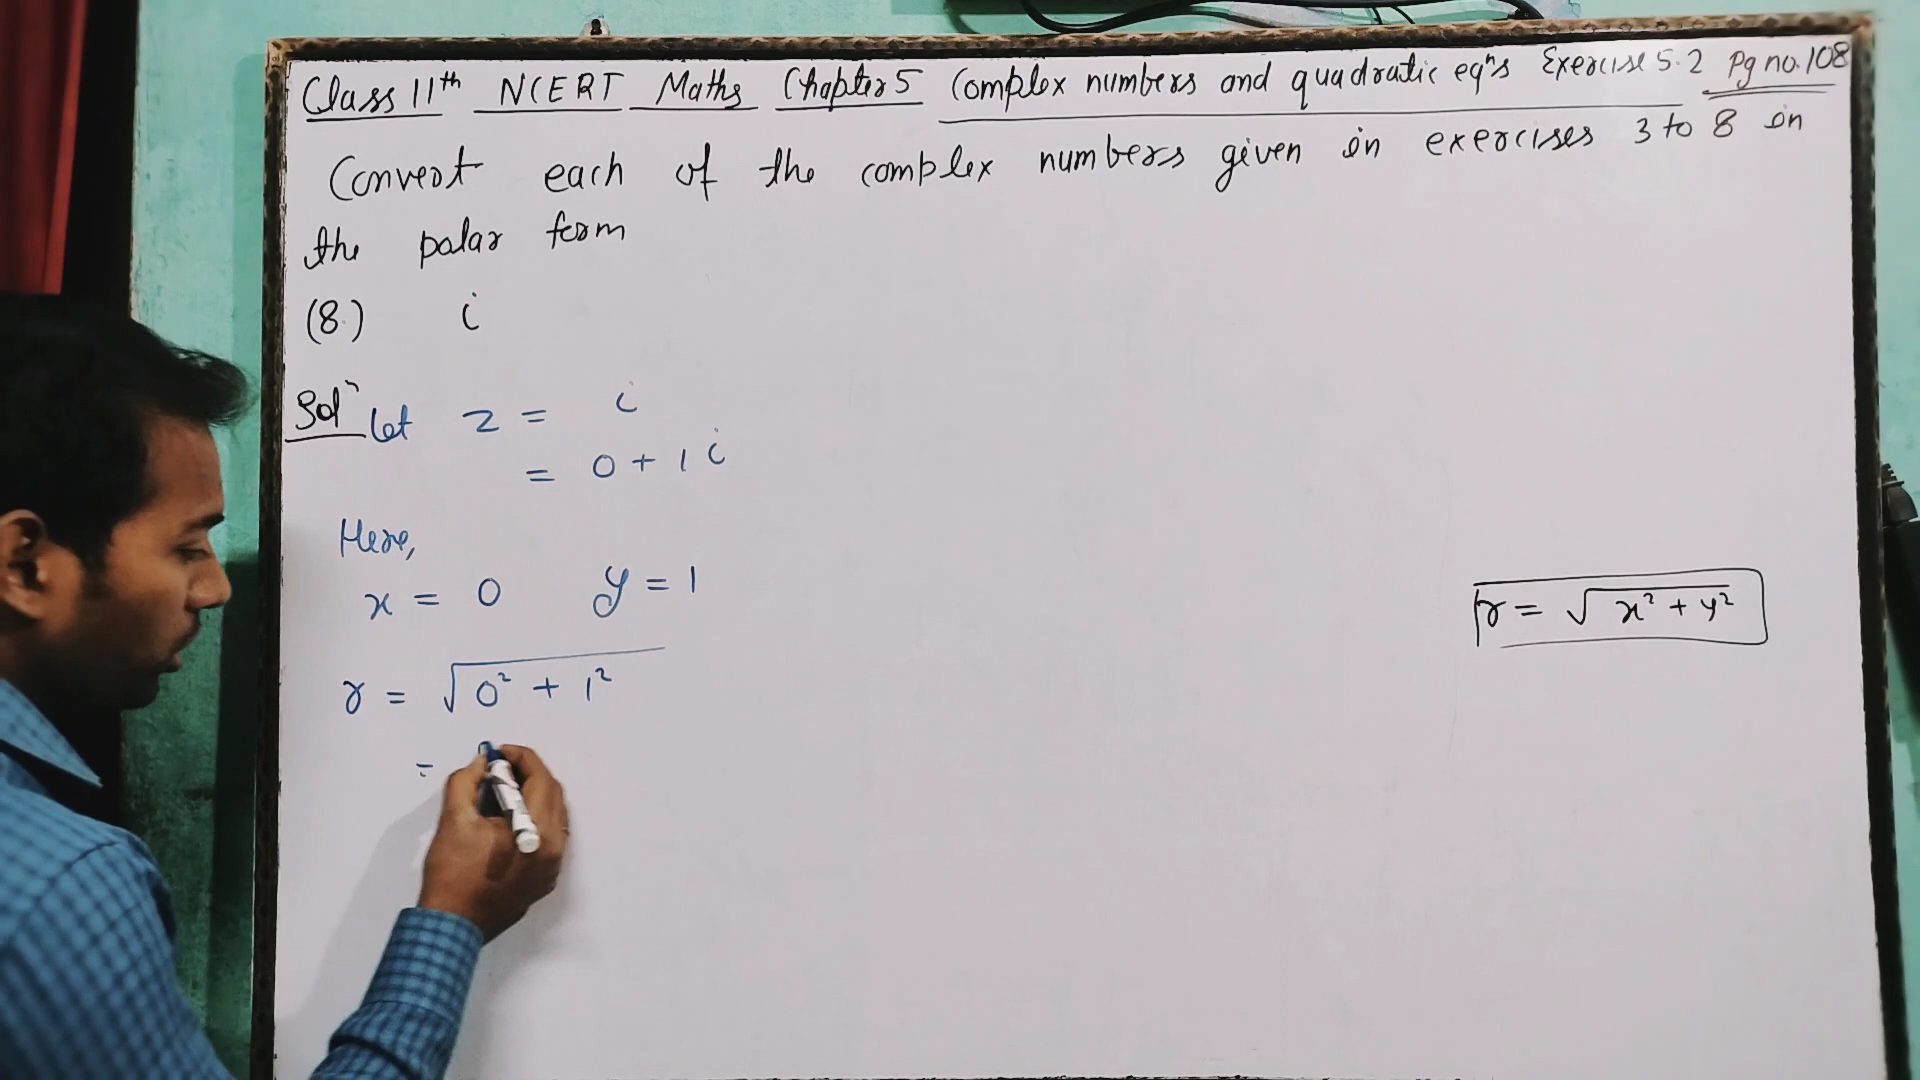 Class 11th NCERT Maths Chapter 5 Complex numbers and quadratic eqns Exercise 5.2 Pg no. 108
Convert each of the complex numbers given in exercises 3 to 8 in
the polar form
(8.) i
Soln Let z = i
= 0 + 1 i
Here,
x = 0 y = 1
r = √ x² + y²
r = √ 0² + 1²
=